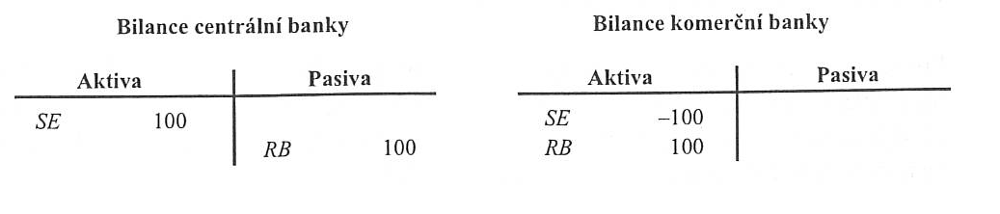 Bilance centrální banky
Aktiva Pasiva
SE 100
RB 100
Bilance komerční banky
Aktiva Pasiva
SE –100
RB 100